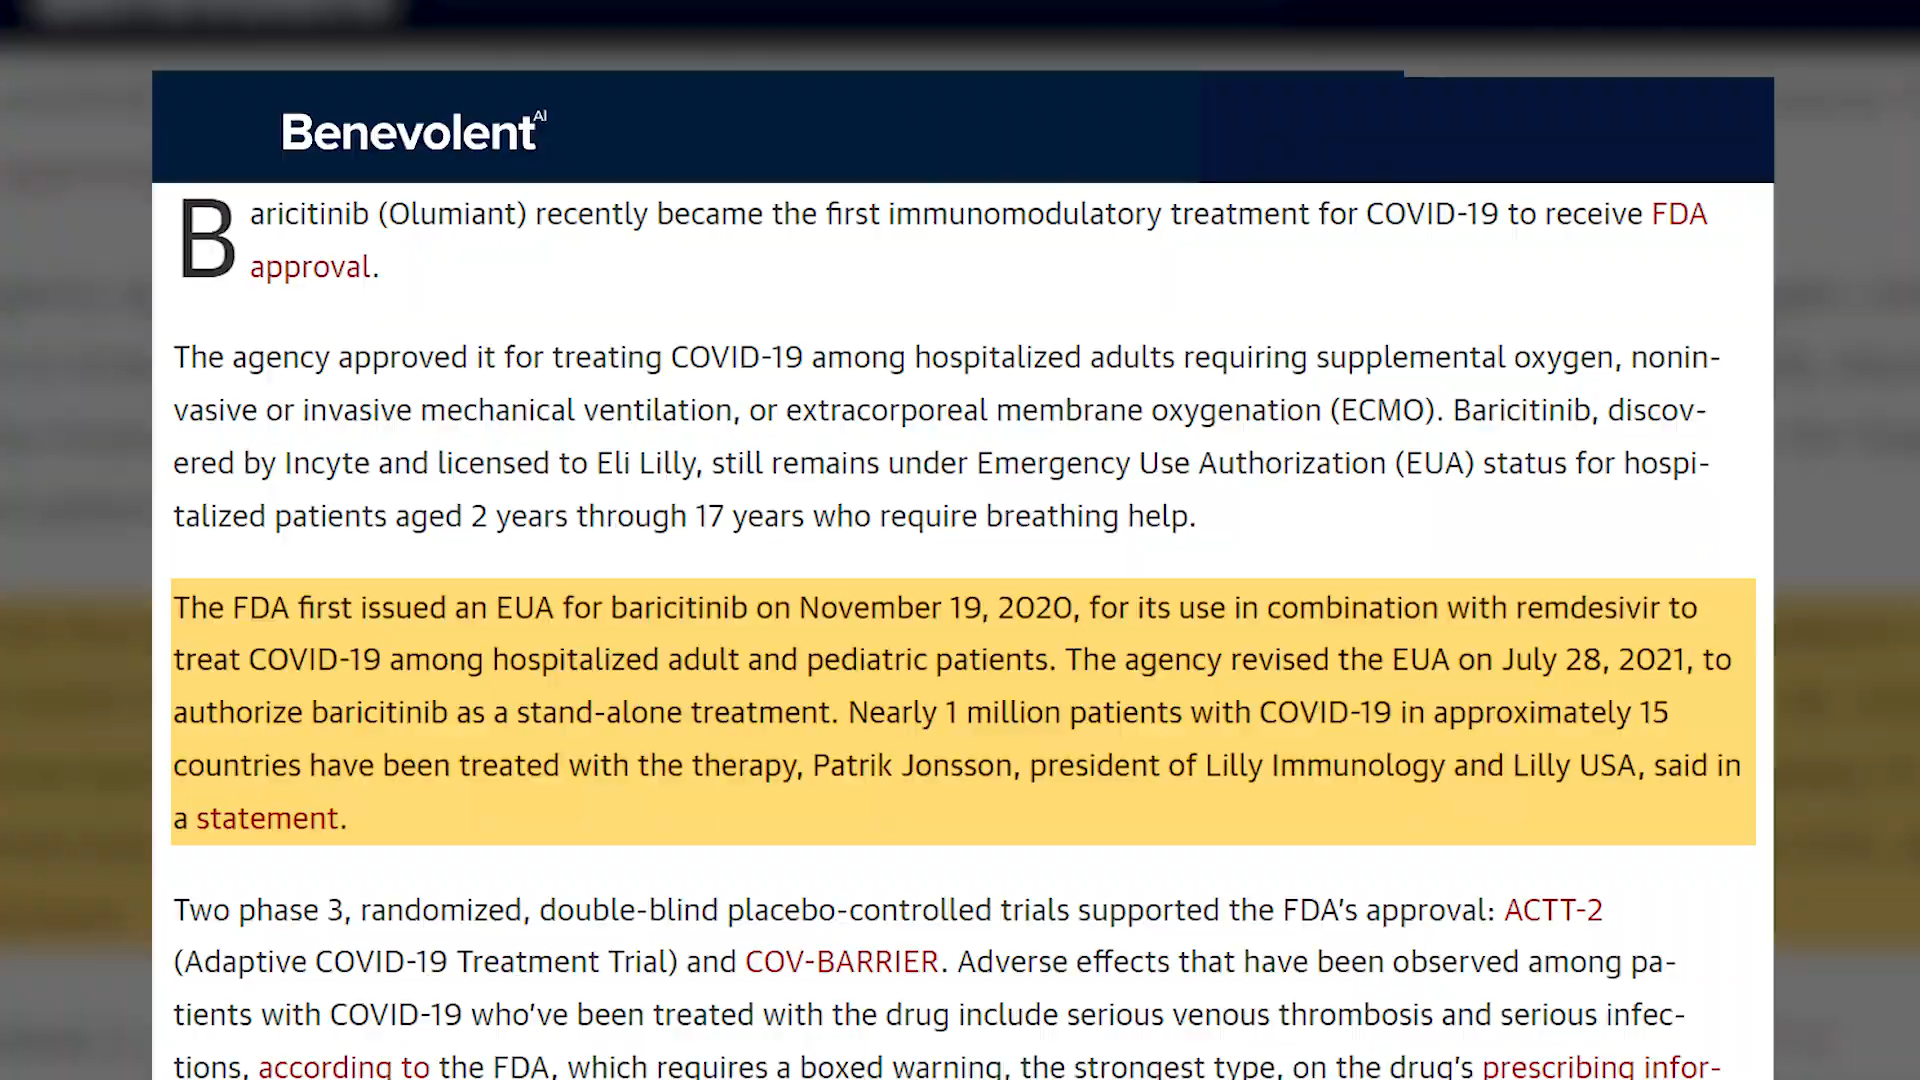 Benevolent AI
Baricitinib (Olumiant) recently became the first immunomodulatory treatment for COVID-19 to receive FDA
approval.
The agency approved it for treating COVID-19 among hospitalized adults requiring supplemental oxygen, nonin-
vasive or invasive mechanical ventilation, or extracorporeal membrane oxygenation (ECMO). Baricitinib, discov-
ered by Incyte and licensed to Eli Lilly, still remains under Emergency Use Authorization (EUA) status for hospi-
talized patients aged 2 years through 17 years who require breathing help.
The FDA first issued an EUA for baricitinib on November 19, 2020, for its use in combination with remdesivir to
treat COVID-19 among hospitalized adult and pediatric patients. The agency revised the EUA on July 28, 2021, to
authorize baricitinib as a stand-alone treatment. Nearly 1 million patients with COVID-19 in approximately 15
countries have been treated with the therapy, Patrik Jonsson, president of Lilly Immunology and Lilly USA, said in
a statement.
Two phase 3, randomized, double-blind placebo-controlled trials supported the FDA's approval: ACTT-2
(Adaptive COVID-19 Treatment Trial) and COV-BARRIER. Adverse effects that have been observed among pa-
tients with COVID-19 who've been treated with the drug include serious venous thrombosis and serious infec-
tions, according to the FDA, which requires a boxed warning, the strongest type, on the drug's prescribing infor-